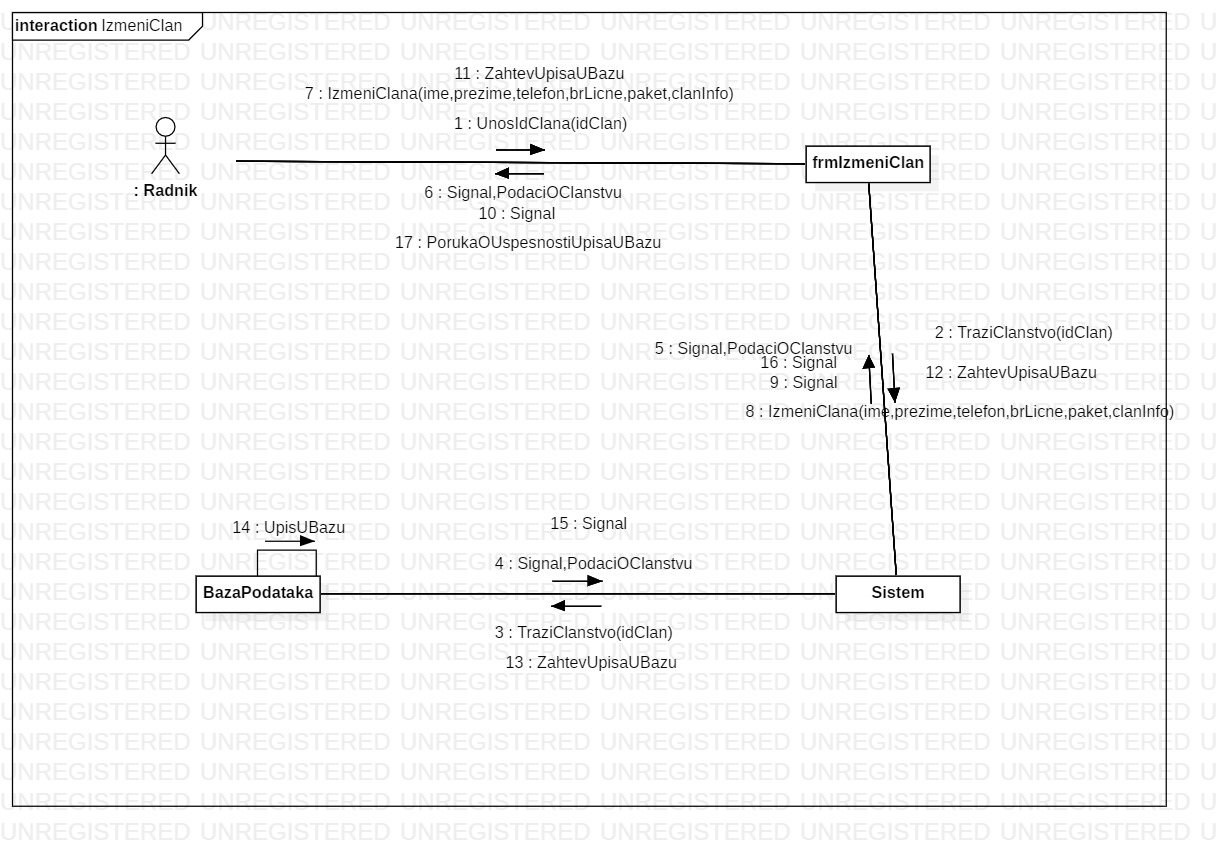 interaction IzmeniClan
11 : ZahtevUpisaUBazu
7 : IzmeniClana(ime,prezime,telefon,brLicne,paket,clanInfo)
1 : UnosIdClana(idClan)
: Radnik
frmIzmeniClan
6 : Signal,PodaciOClanstvu
10 : Signal
17 : PorukaOUspesnostiUpisaUBazu
2 : TraziClanstvo(idClan)
5 : Signal,PodaciOClanstvu
16 : Signal
12 : ZahtevUpisaUBazu
9 : Signal
8 : IzmeniClana(ime,prezime,telefon,brLicne,paket,clanInfo)
14 : UpisUBazu
15 : Signal
4 : Signal,PodaciOClanstvu
BazaPodataka
Sistem
3 : TraziClanstvo(idClan)
13 : ZahtevUpisaUBazu
UNREGISTERED